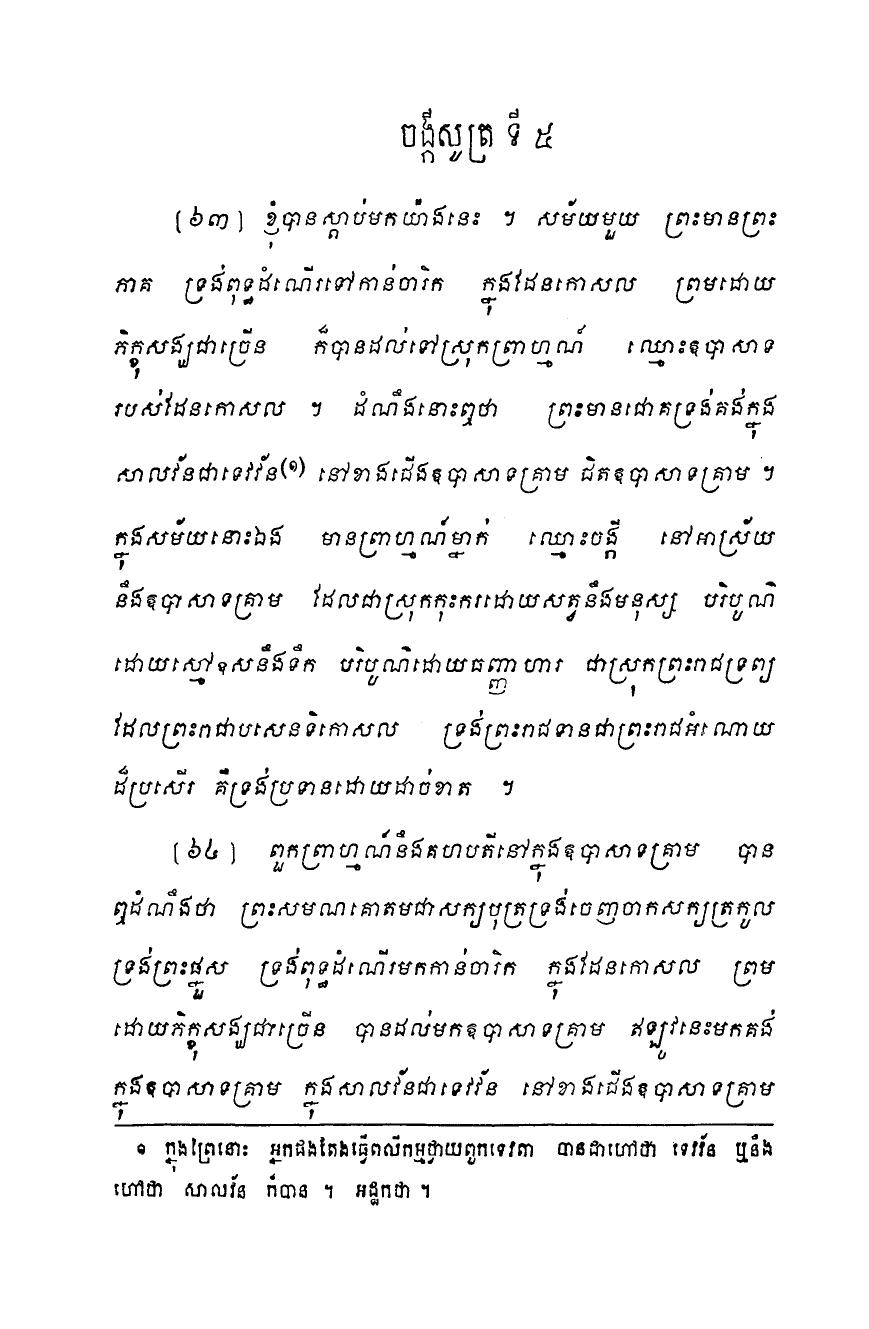 ចង្កីសូត្រ ទី ៥
[៦៣] ខ្ញុំបានស្តាប់មកយ៉ាងនេះ ។ សម័យមួយ ព្រះមានព្រះ
ភាគ ទ្រង់ពុទ្ធដំណើរទៅកាន់ចារិក ក្នុងដែនកោសល ព្រមដោយ
ភិក្ខុសង្ឃជាច្រើន ក៏បានដល់ទៅស្រុកព្រាហ្មណ៍ ឈ្មោះឧបាសាទ
របស់ដែនកោសល ។ ដំណឹងនោះឮថា ព្រះមានជោគទ្រង់គង់ក្នុង
សាលវ័នជាទេវវ័ន(១) នៅខាងជើងឧបាសាទគ្រាម ជិតឧបាសាទគ្រាម ។
ក្នុងសម័យនោះឯង មានព្រាហ្មណ៍ម្នាក់ ឈ្មោះចង្កី នៅអាស្រ័យ
នឹងឧបាសាទគ្រាម ដែលជាស្រុកកុះករដោយសត្វនឹងមនុស្ស បរិបូណ៌
ដោយស្មៅឧសនឹងទឹក បរិបូណ៌ដោយធញ្ញាហារ ជាស្រុកព្រះរាជទ្រព្យ
ដែលព្រះរាជាបសេនទិកោសល ទ្រង់ព្រះរាជទានជាព្រះរាជអំណោយ
ដ៏ប្រសើរ គឺទ្រង់ប្រទានដោយដាច់ខាត ។
[៦៤] ពួកព្រាហ្មណ៍នឹងគហបតីនៅក្នុងឧបាសាទគ្រាម បាន
ឮដំណឹងថា ព្រះសមណគោតមជាសក្យបុត្រទ្រង់ចេញចាកសក្យត្រកូល
ទ្រង់ព្រះផ្នួស ទ្រង់ពុទ្ធដំណើរមកកាន់ចារិក ក្នុងដែនកោសល ព្រម
ដោយភិក្ខុសង្ឃជាច្រើន បានដល់មកឧបាសាទគ្រាម ឥឡូវនេះមកគង់
ក្នុងឧបាសាទគ្រាម ក្នុងសាលវ័នជាទេវវ័ន នៅខាងជើងឧបាសាទគ្រាម
១ ក្នុងព្រៃនោះ អ្នកផងតែងធ្វើពលីកម្មថ្វាយពួកទេវតា បានជាហៅថា ទេវវ័ន ឬនឹង
ហៅថា សាលវ័ន ក៏បាន ។ អដ្ឋកថា ។